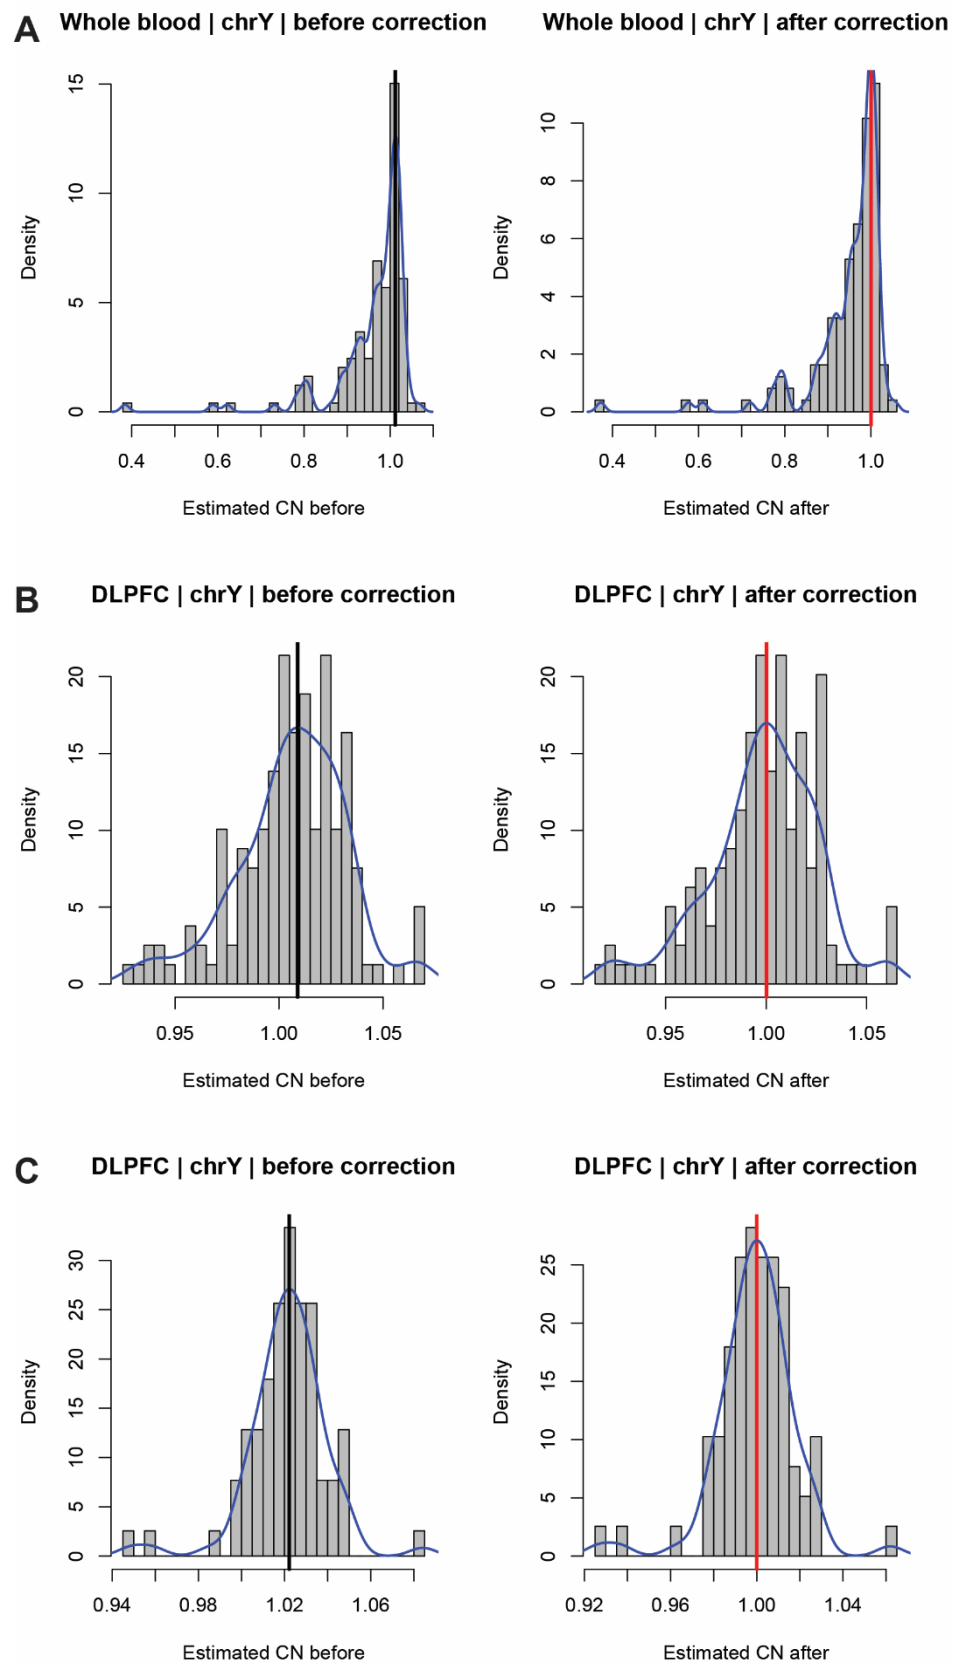 A
Whole blood | chrY | before correction
Density
0
5
10
15
0.4 0.6 0.8 1.0
Estimated CN before
Whole blood | chrY | after correction
Density
0
2
4
6
8
10
0.4 0.6 0.8 1.0
Estimated CN after
B
DLPFC | chrY | before correction
Density
0
5
10
15
20
0.95 1.00 1.05
Estimated CN before
DLPFC | chrY | after correction
Density
0
5
10
15
20
0.95 1.00 1.05
Estimated CN after
C
DLPFC | chrY | before correction
Density
0
5
10
15
20
25
30
0.94 0.98 1.02 1.06
Estimated CN before
DLPFC | chrY | after correction
Density
0
5
10
15
20
25
0.92 0.96 1.00 1.04
Estimated CN after